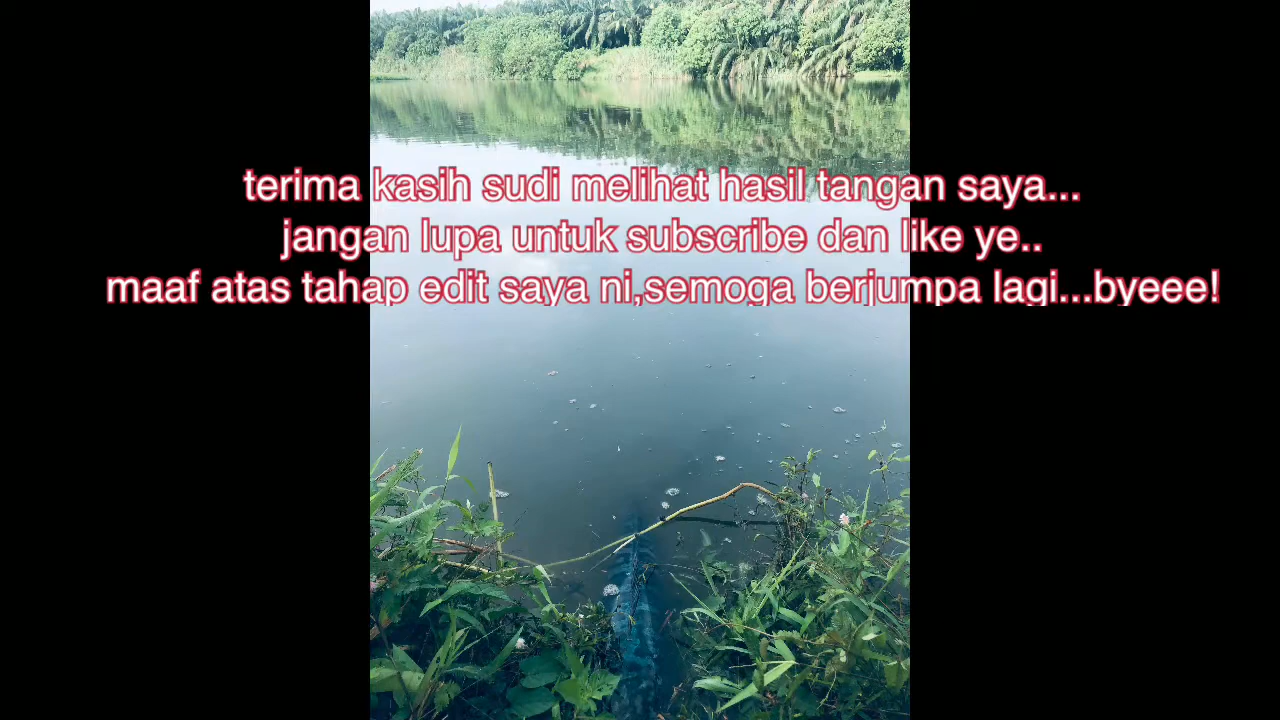 terima kasih sudi melihat hasil tangan saya...
jangan lupa untuk subscribe dan like ye..
maaf atas tahap edit saya ni,semoga berjumpa lagi...byeee!